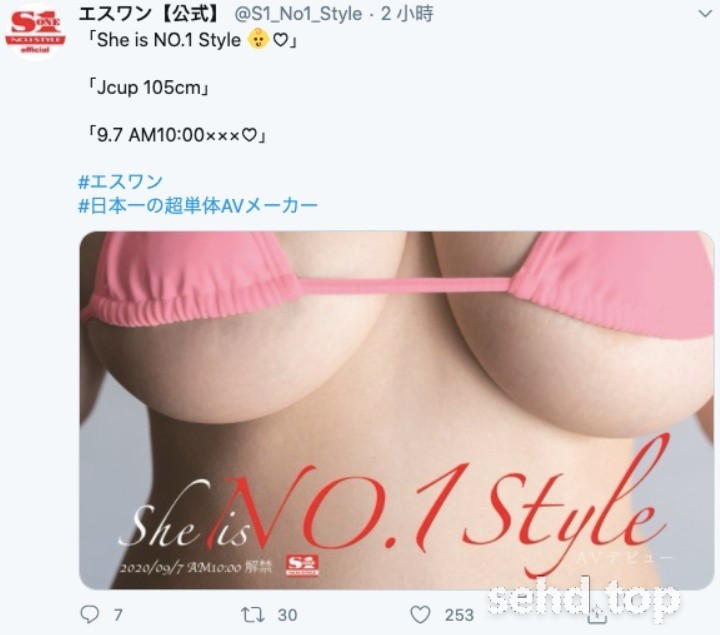 エスワン【公式】 @S1_No1_Style · 2 小時
「She is NO.1 Style 👶♡」
「Jcup 105cm」
「9.7 AM10:00×××♡」
#エスワン
#日本一の超単体AVメーカー
S1 ONE
NO.1 STYLE
official
She is NO.1 Style
AVデビュー
2020/09/7 AM10:00 解禁
S1
7 30 253
sehd.top